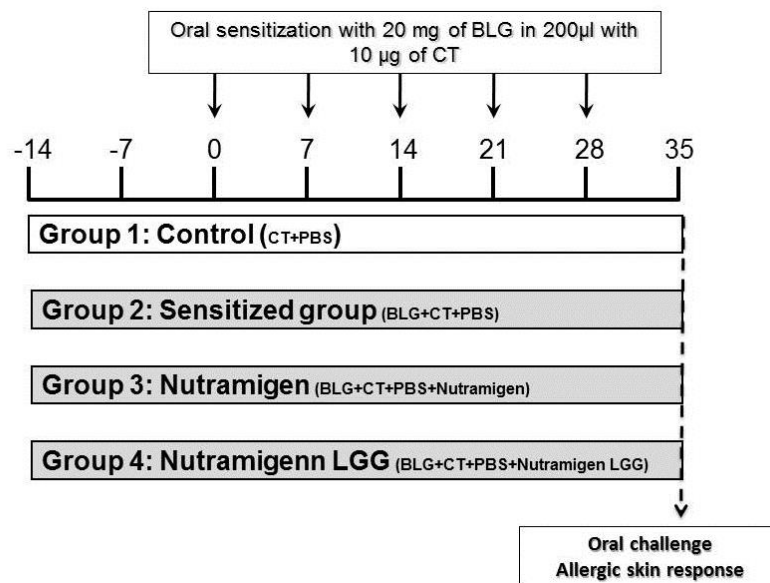 Oral sensitization with 20 mg of BLG in 200µl with
10 µg of CT
-14 -7 0 7 14 21 28 35
Group 1: Control (CT+PBS)
Group 2: Sensitized group (BLG+CT+PBS)
Group 3: Nutramigen (BLG+CT+PBS+Nutramigen)
Group 4: Nutramigenn LGG (BLG+CT+PBS+Nutramigen LGG)
Oral challenge
Allergic skin response